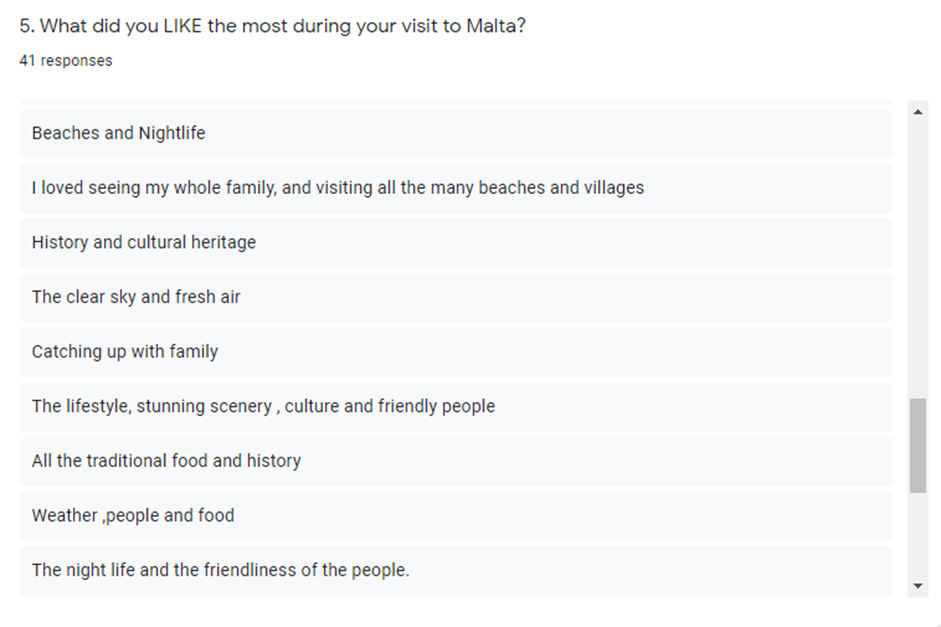 5. What did you LIKE the most during your visit to Malta?
41 responses
Beaches and Nightlife
I loved seeing my whole family, and visiting all the many beaches and villages
History and cultural heritage
The clear sky and fresh air
Catching up with family
The lifestyle, stunning scenery , culture and friendly people
All the traditional food and history
Weather ,people and food
The night life and the friendliness of the people.